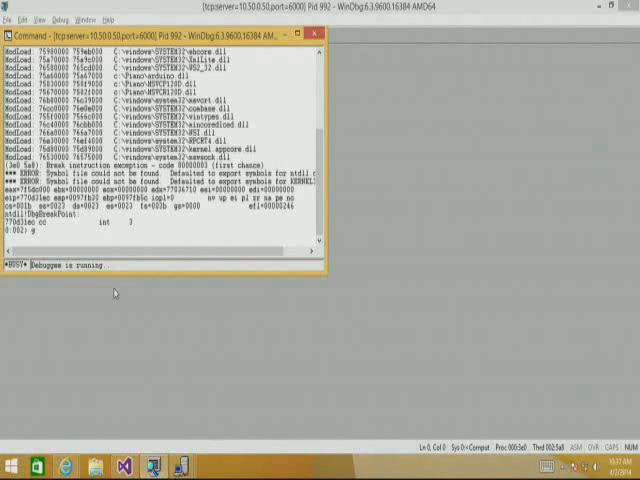 [tcp:server=10.50.0.50,port=6000] Pid 992 - WinDbg:6.3.9600.16384 AMD64
File Edit View Debug Window Help
Command - [tcp:server=10.50.0.50,port=6000] Pid 992 - WinDbg:6.3.9600.16384 AM...
ModLoad: 75980000 759eb000 C:\windows\SYSTEM32\shcore.dll
ModLoad: 75a70000 75a9c000 C:\windows\SYSTEM32\XmlLite.dll
ModLoad: 76580000 765cd000 C:\windows\SYSTEM32\WS2_32.dll
ModLoad: 75a60000 75a67000 c:\Piano\arduino.dll
ModLoad: 75830000 758f9000 c:\Piano\MSVCP120D.dll
ModLoad: 75670000 7582f000 c:\Piano\MSVCR120D.dll
ModLoad: 76b80000 76c39000 C:\windows\system32\msvcrt.dll
ModLoad: 76cc0000 76e0e000 C:\windows\SYSTEM32\combase.dll
ModLoad: 755f0000 7566c000 C:\windows\SYSTEM32\wintypes.dll
ModLoad: 76c40000 76cbb000 C:\windows\SYSTEM32\mincoredload.dll
ModLoad: 766a0000 766a7000 C:\windows\SYSTEM32\NSI.dll
ModLoad: 76e30000 76ef4000 C:\windows\SYSTEM32\RPCRT4.dll
ModLoad: 75d80000 75d89000 C:\windows\SYSTEM32\kernel.appcore.dll
ModLoad: 76530000 76575000 C:\windows\SYSTEM32\mswsock.dll
(3e0.5a8): Break instruction exception - code 80000003 (first chance)
*** ERROR: Symbol file could not be found. Defaulted to export symbols for ntdll.d
*** ERROR: Symbol file could not be found. Defaulted to export symbols for KERNEL3
eax=7f5dc000 ebx=00000000 ecx=00000000 edx=77036710 esi=00000000 edi=00000000
eip=770d31ec esp=0097fb30 ebp=0097fb5c iopl=0 nv up ei pl zr na pe nc
cs=001b ss=0023 ds=0023 es=0023 fs=003b gs=0000 efl=00000246
ntdll!DbgBreakPoint:
770d31ec cc int 3
0:002> g
*BUSY* Debuggee is running..
Ln 0, Col 0 Sys 0:<Comput Proc 000:3e0 Thrd 002:5a8 ASM OVR CAPS NUM
10:37 AM
4/2/2014